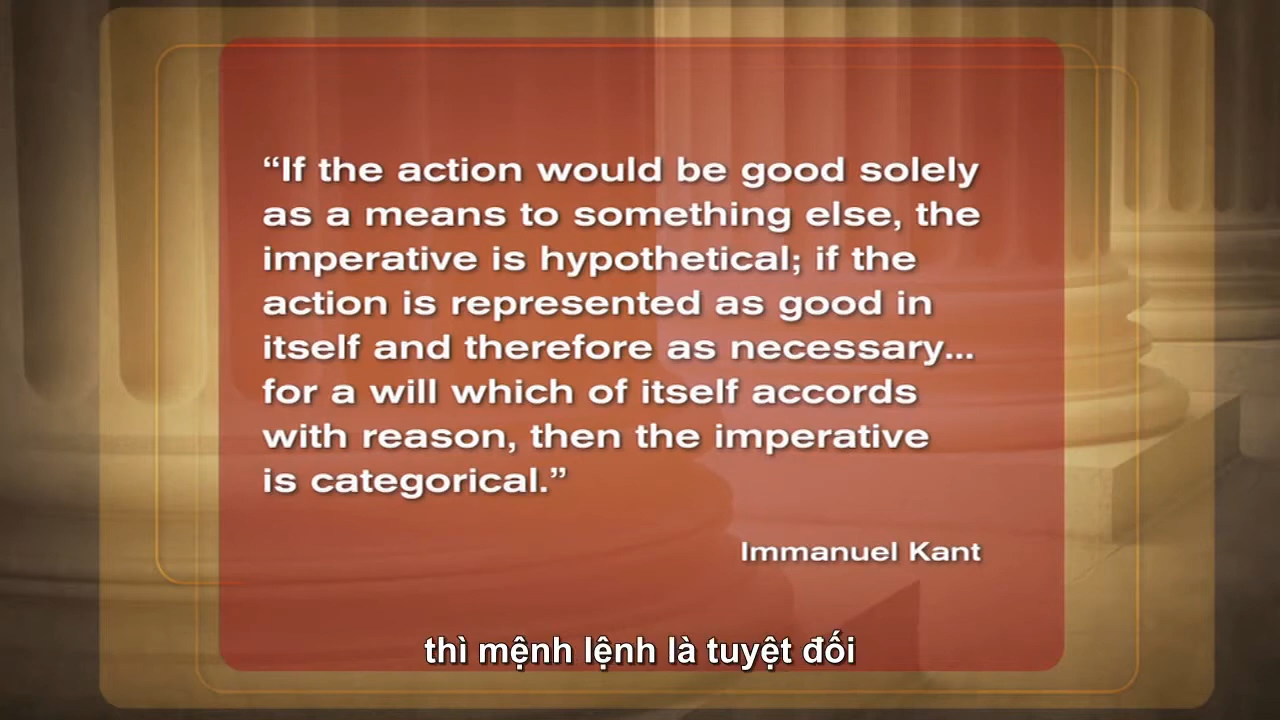 “If the action would be good solely
as a means to something else, the
imperative is hypothetical; if the
action is represented as good in
itself and therefore as necessary...
for a will which of itself accords
with reason, then the imperative
is categorical.”
Immanuel Kant
thì mệnh lệnh là tuyệt đối